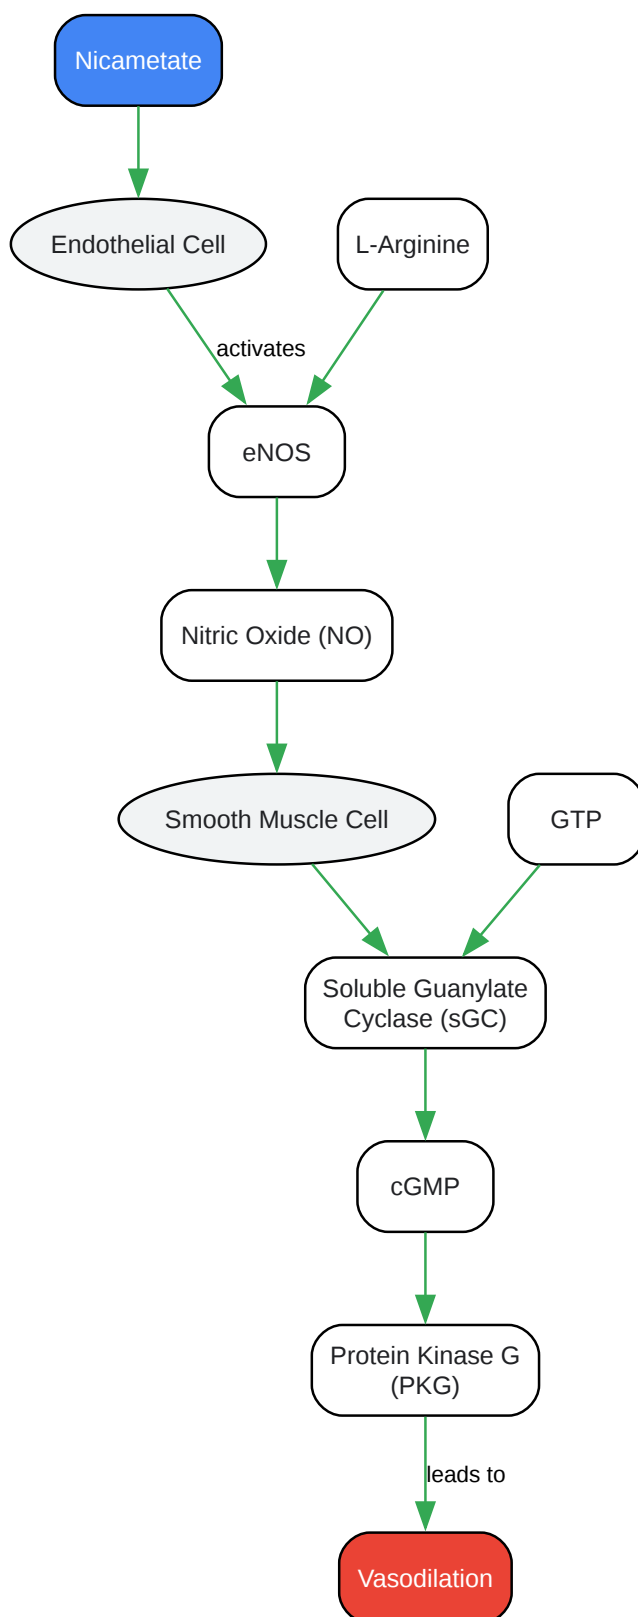 Nicametate
Endothelial Cell
L-Arginine
activates
eNOS
Nitric Oxide (NO)
Smooth Muscle Cell
GTP
Soluble Guanylate
Cyclase (sGC)
cGMP
Protein Kinase G
(PKG)
leads to
Vasodilation